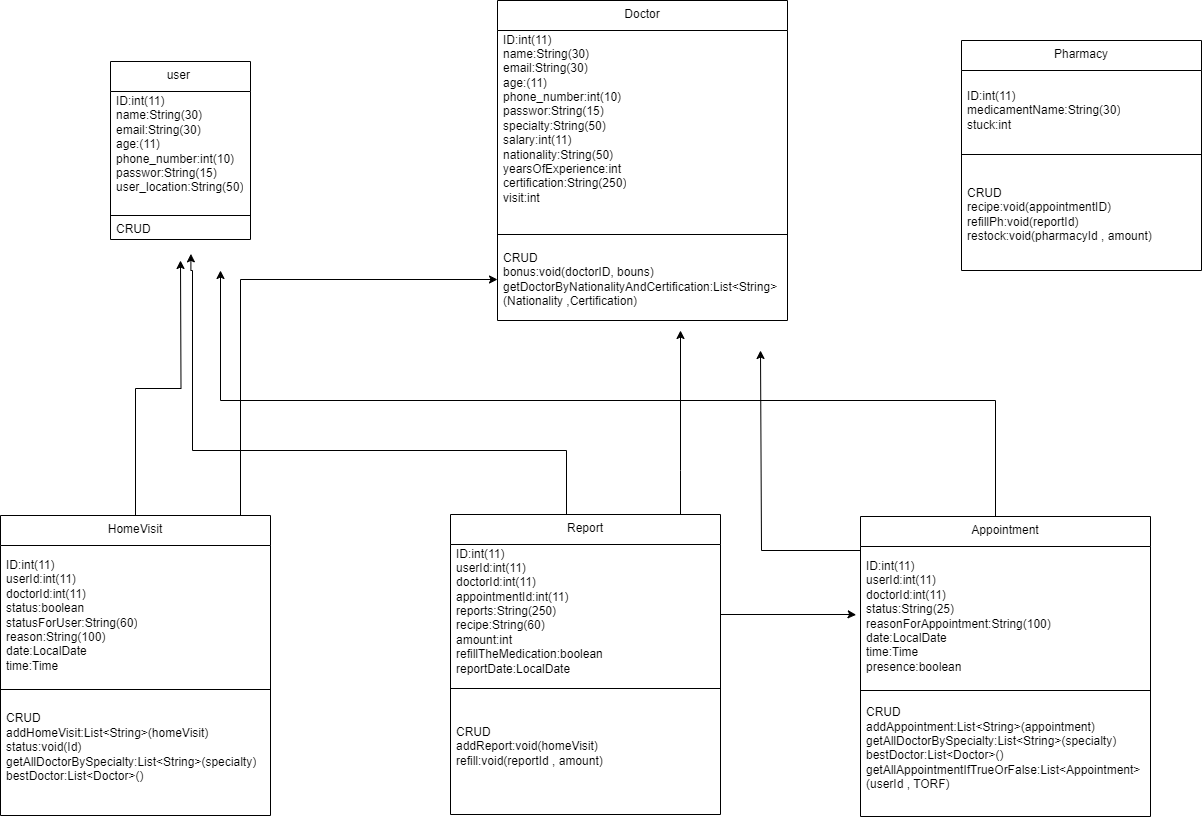 user
ID:int(11)
name:String(30)
email:String(30)
age:(11)
phone_number:int(10)
passwor:String(15)
user_location:String(50)
CRUD
Doctor
ID:int(11)
name:String(30)
email:String(30)
age:(11)
phone_number:int(10)
passwor:String(15)
specialty:String(50)
salary:int(11)
nationality:String(50)
yearsOfExperience:int
certification:String(250)
visit:int
CRUD
bonus:void(doctorID, bouns)
getDoctorByNationalityAndCertification:List<String>
(Nationality ,Certification)
Pharmacy
ID:int(11)
medicamentName:String(30)
stuck:int
CRUD
recipe:void(appointmentID)
refillPh:void(reportId)
restock:void(pharmacyId , amount)
HomeVisit
ID:int(11)
userId:int(11)
doctorId:int(11)
status:boolean
statusForUser:String(60)
reason:String(100)
date:LocalDate
time:Time
CRUD
addHomeVisit:List<String>(homeVisit)
status:void(Id)
getAllDoctorBySpecialty:List<String>(specialty)
bestDoctor:List<Doctor>()
Report
ID:int(11)
userId:int(11)
doctorId:int(11)
appointmentId:int(11)
reports:String(250)
recipe:String(60)
amount:int
refillTheMedication:boolean
reportDate:LocalDate
CRUD
addReport:void(homeVisit)
refill:void(reportId , amount)
Appointment
ID:int(11)
userId:int(11)
doctorId:int(11)
status:String(25)
reasonForAppointment:String(100)
date:LocalDate
time:Time
presence:boolean
CRUD
addAppointment:List<String>(appointment)
getAllDoctorBySpecialty:List<String>(specialty)
bestDoctor:List<Doctor>()
getAllAppointmentIfTrueOrFalse:List<Appointment>
(userId , TORF)